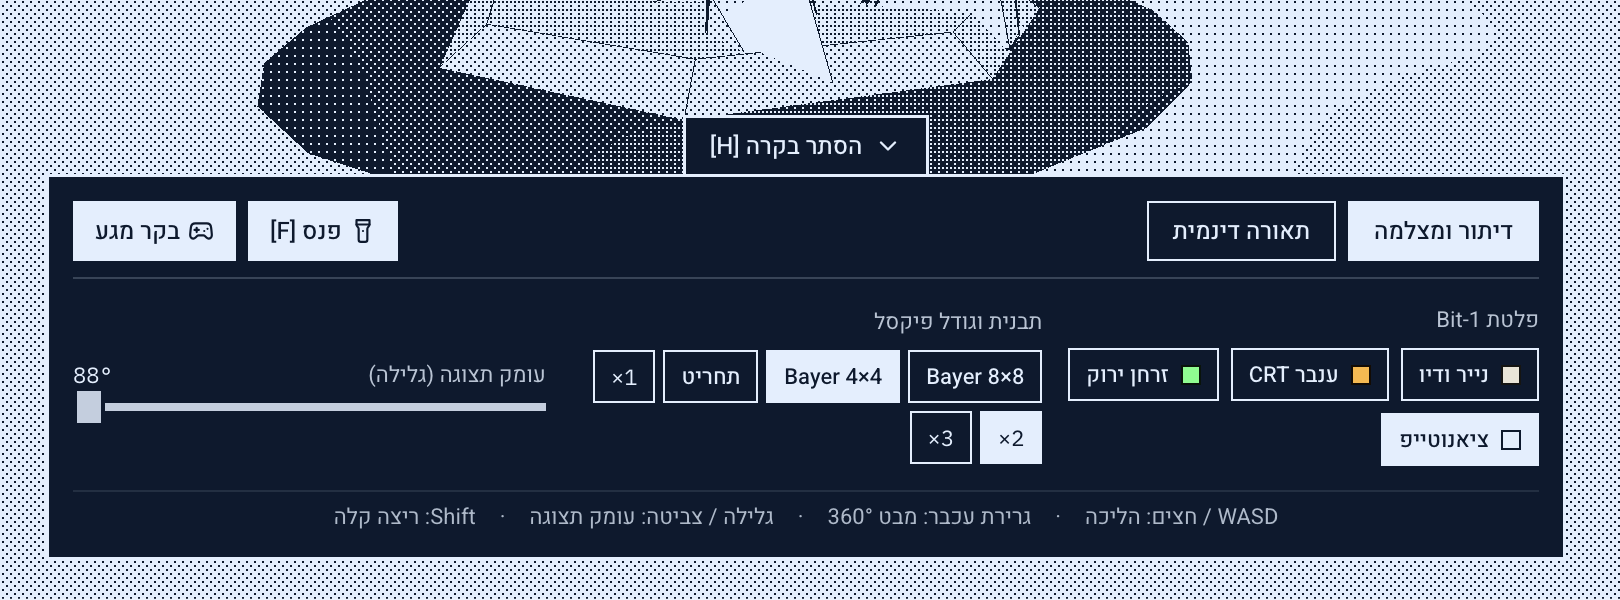 הסתר בקרה [H]
דיתור ומצלמה
תאורה דינמית
פנס [F]
בקר מגע
פלטת 1-Bit
נייר ודיו
ענבר CRT
זרחן ירוק
ציאנוטייפ
תבנית וגודל פיקסל
Bayer 8×8
Bayer 4×4
תחריט
×1
×2
×3
עומק תצוגה (גלילה)
88°
WASD / חצים: הליכה · גרירת עכבר: מבט 360° · גלילה / צביטה: עומק תצוגה · Shift: ריצה קלה